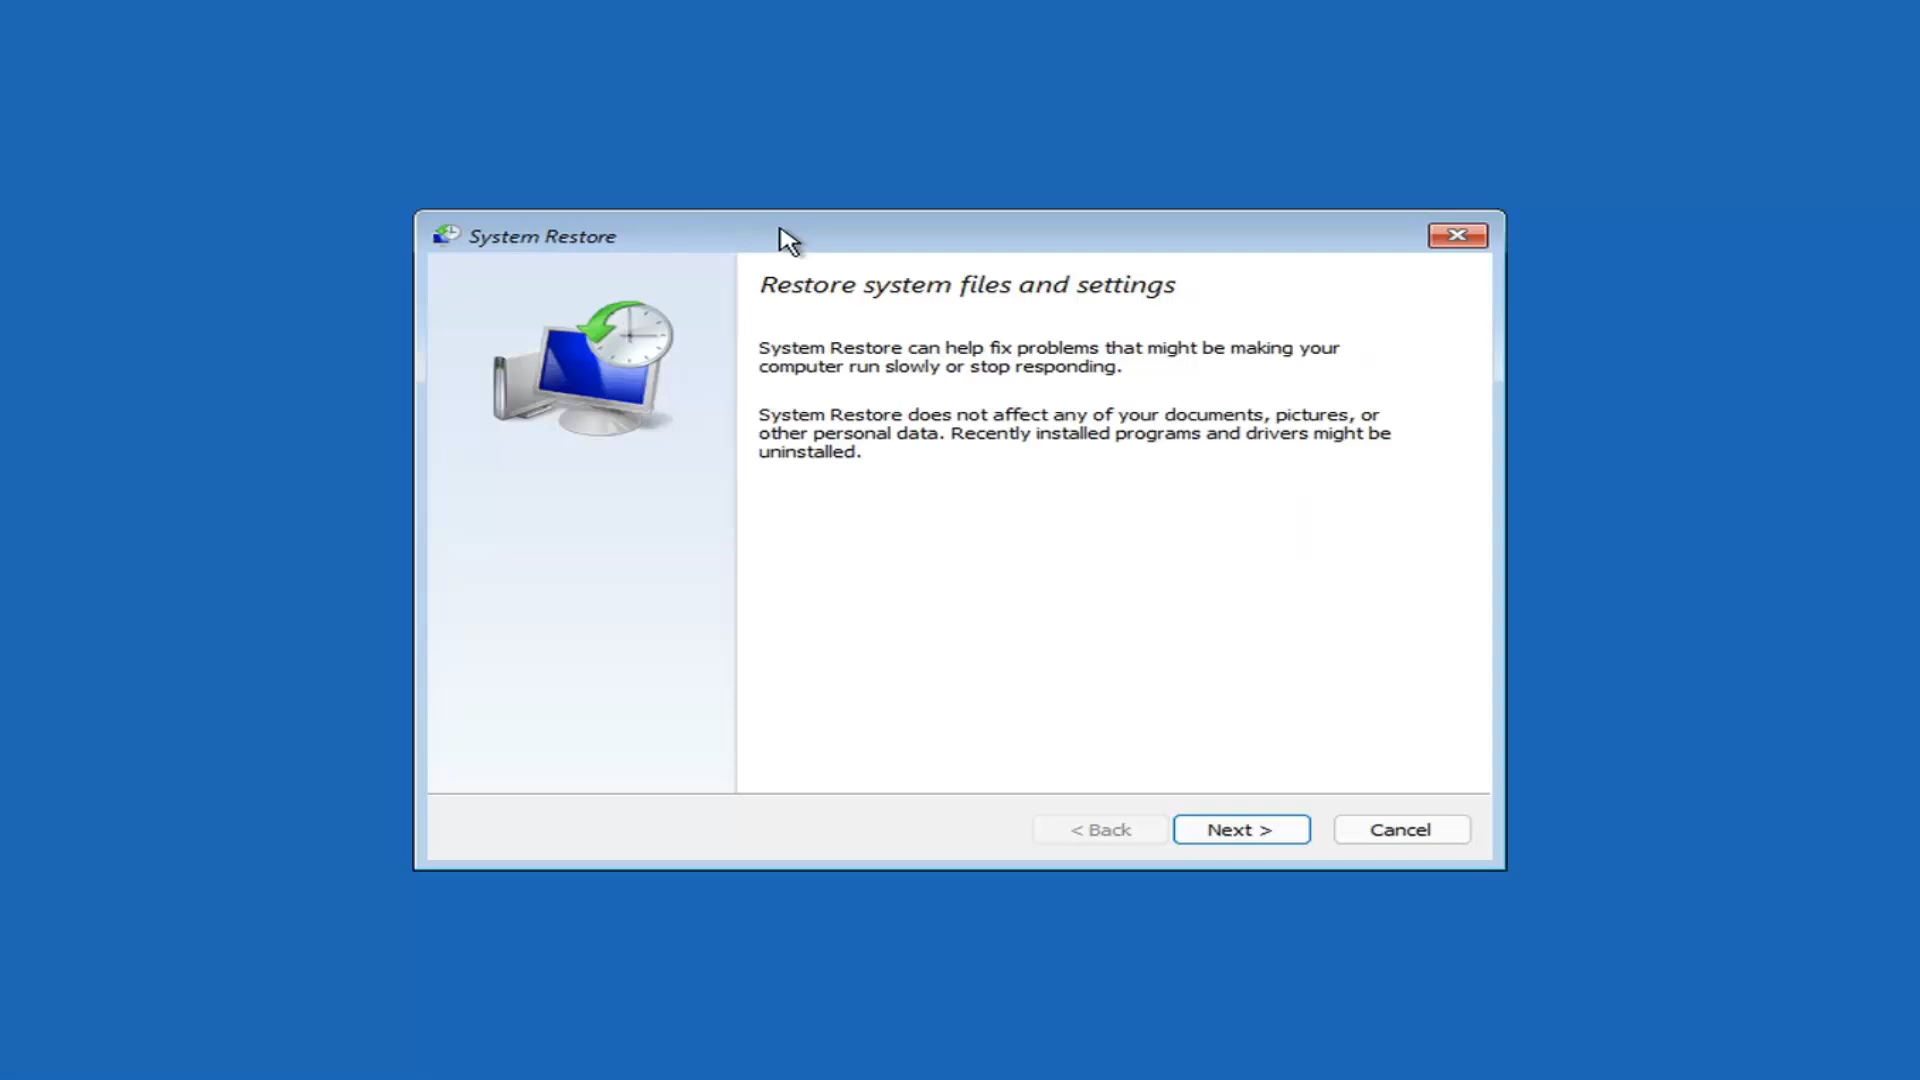 System Restore
Restore system files and settings
System Restore can help fix problems that might be making your
computer run slowly or stop responding.
System Restore does not affect any of your documents, pictures, or
other personal data. Recently installed programs and drivers might be
uninstalled.
< Back
Next >
Cancel